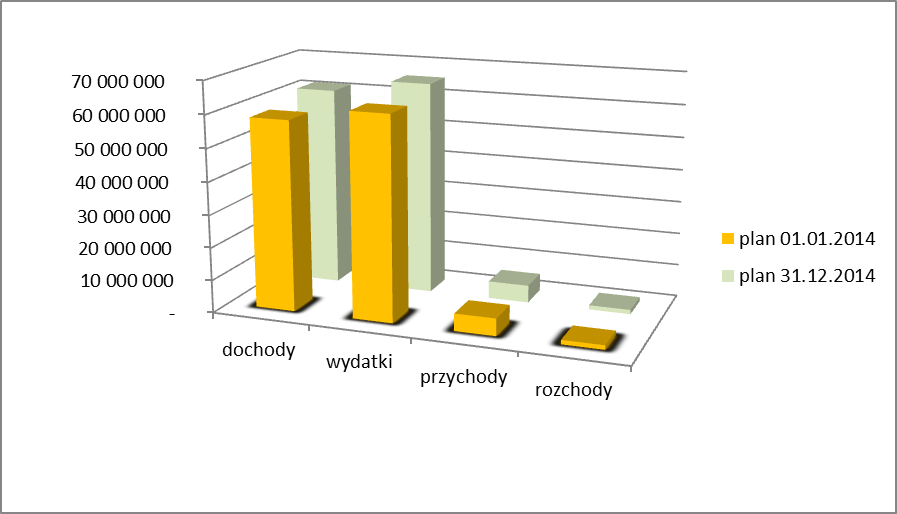 70 000 000
60 000 000
50 000 000
40 000 000
30 000 000
20 000 000
10 000 000
-
dochody
wydatki
przychody
rozchody
plan 01.01.2014
plan 31.12.2014